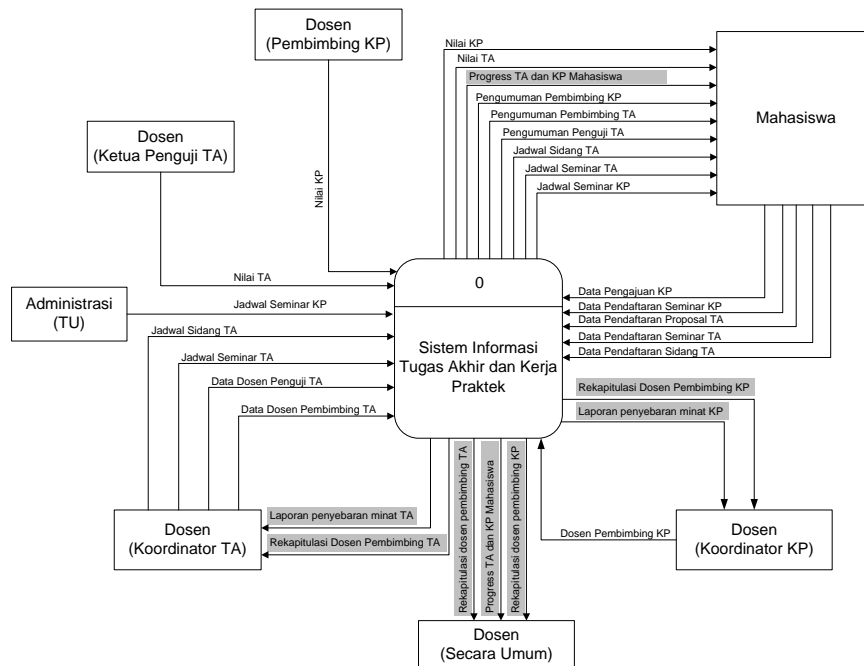 Dosen
(Pembimbing KP)
Nilai KP
Nilai TA
Progress TA dan KP Mahasiswa
Pengumuman Pembimbing KP
Pengumuman Pembimbing TA
Pengumuman Penguji TA
Jadwal Sidang TA
Jadwal Seminar TA
Jadwal Seminar KP
Mahasiswa
Dosen
(Ketua Penguji TA)
Nilai KP
Nilai TA
Administrasi
(TU)
Jadwal Seminar KP
0
Sistem Informasi
Tugas Akhir dan Kerja
Praktek
Data Pengajuan KP
Data Pendaftaran Seminar KP
Data Pendaftaran Proposal TA
Data Pendaftaran Seminar TA
Data Pendaftaran Sidang TA
Jadwal Sidang TA
Jadwal Seminar TA
Data Dosen Penguji TA
Data Dosen Pembimbing TA
Rekapitulasi Dosen Pembimbing KP
Laporan penyebaran minat KP
Laporan penyebaran minat TA
Rekapitulasi Dosen Pembimbing TA
Rekapitulasi dosen pembimbing TA
Progress TA dan KP Mahasiswa
Rekapitulasi dosen pembimbing KP
Dosen Pembimbing KP
Dosen
(Koordinator TA)
Dosen
(Koordinator KP)
Dosen
(Secara Umum)